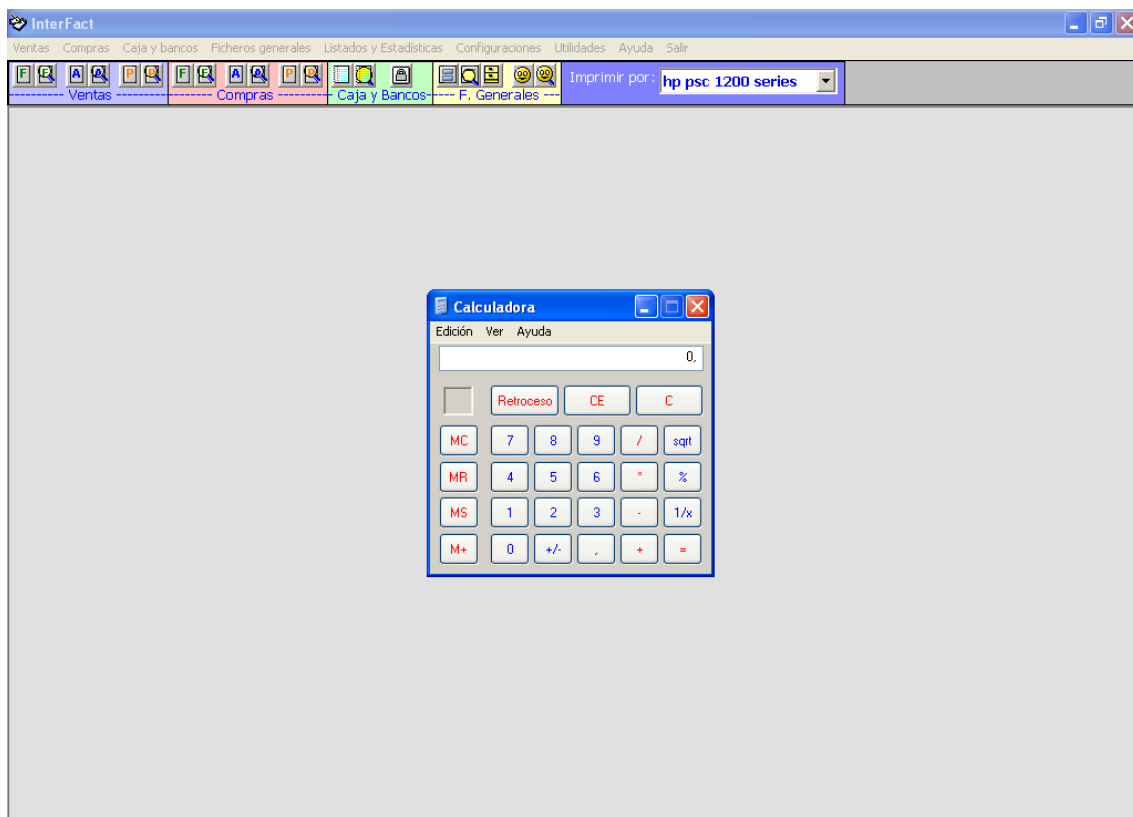 InterFact
Ventas Compras Caja y bancos Ficheros generales Listados y Estadísticas Configuraciones Utilidades Ayuda Salir
F F A A P P F F A A P P Imprimir por: hp psc 1200 series
--------- Ventas --------- Compras --------- Caja y Bancos----- F. Generales ---
Calculadora
Edición Ver Ayuda
0,
Retroceso CE C
MC 7 8 9 / sqrt
MR 4 5 6 * %
MS 1 2 3 - 1/x
M+ 0 +/- , + =